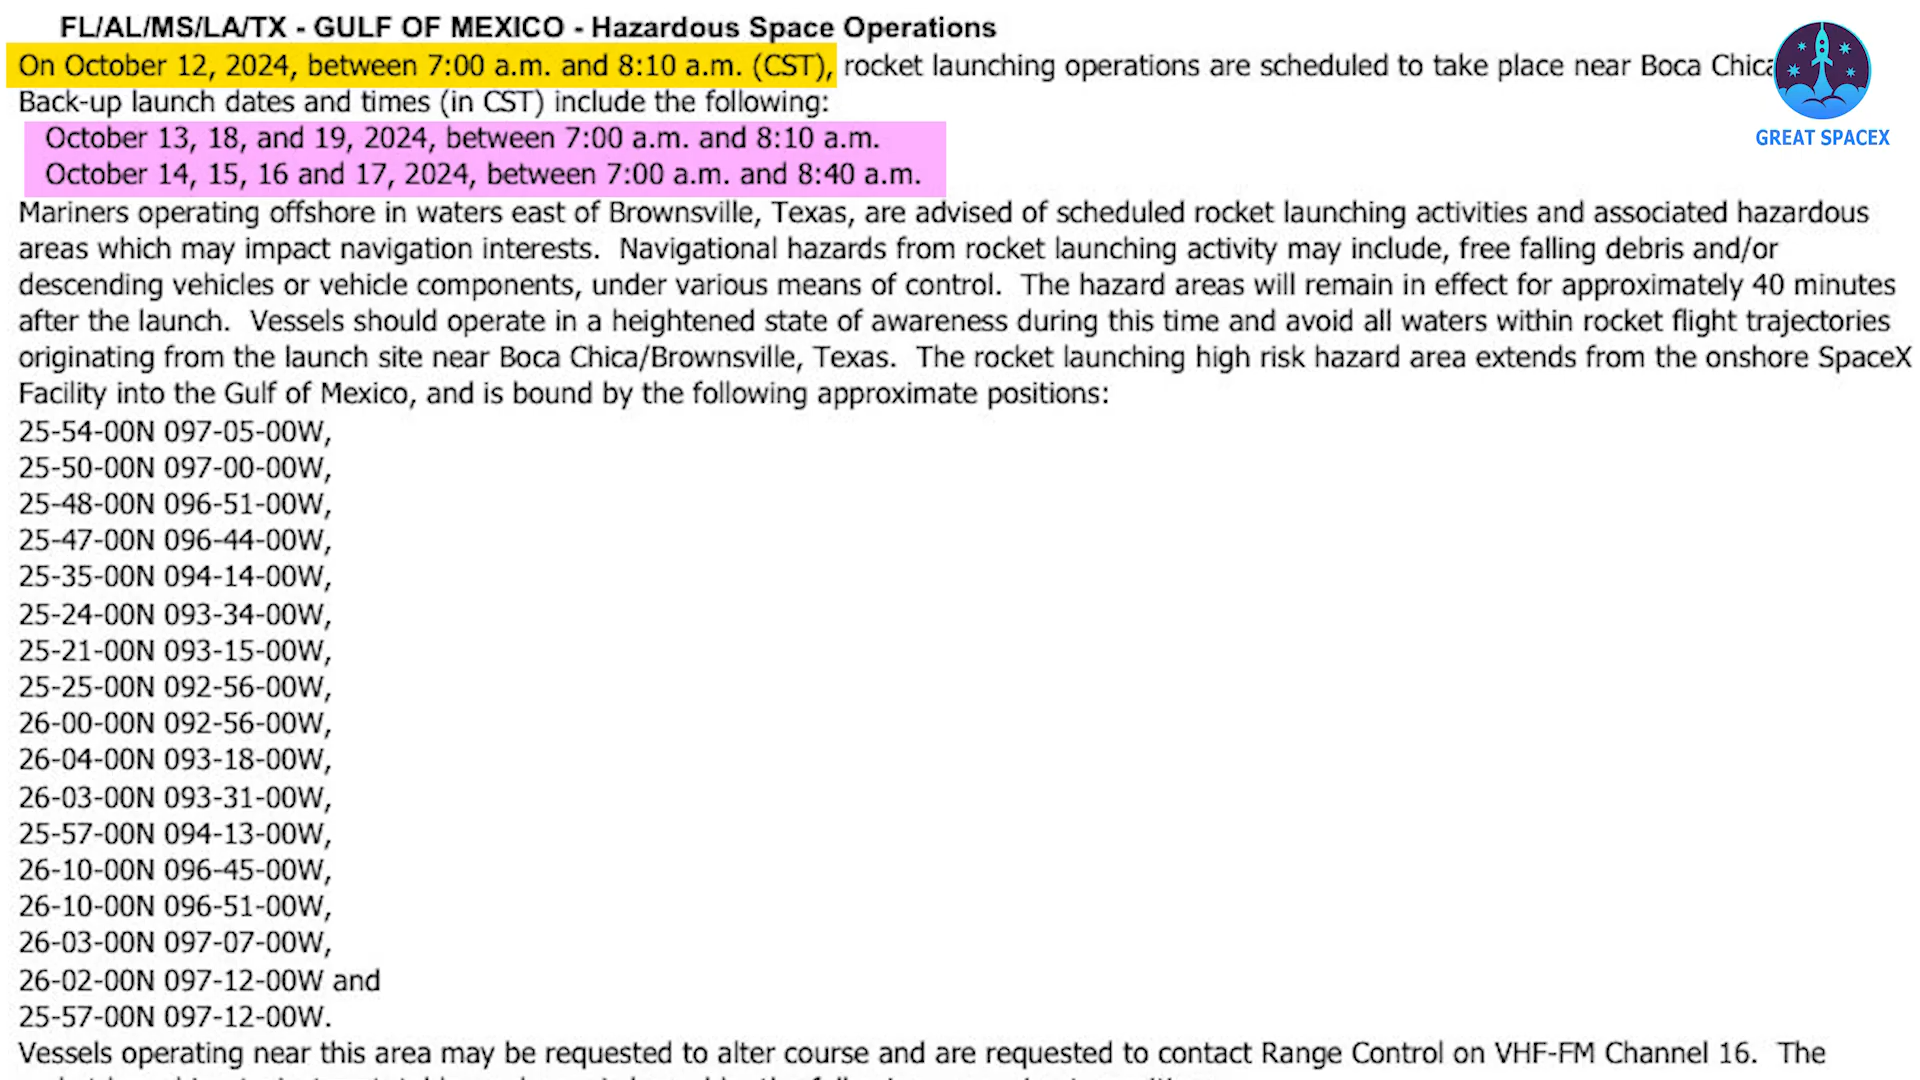 FL/AL/MS/LA/TX - GULF OF MEXICO - Hazardous Space Operations
On October 12, 2024, between 7:00 a.m. and 8:10 a.m. (CST), rocket launching operations are scheduled to take place near Boca Chica
Back-up launch dates and times (in CST) include the following:
October 13, 18, and 19, 2024, between 7:00 a.m. and 8:10 a.m.
October 14, 15, 16 and 17, 2024, between 7:00 a.m. and 8:40 a.m.
GREAT SPACEX
Mariners operating offshore in waters east of Brownsville, Texas, are advised of scheduled rocket launching activities and associated hazardous
areas which may impact navigation interests. Navigational hazards from rocket launching activity may include, free falling debris and/or
descending vehicles or vehicle components, under various means of control. The hazard areas will remain in effect for approximately 40 minutes
after the launch. Vessels should operate in a heightened state of awareness during this time and avoid all waters within rocket flight trajectories
originating from the launch site near Boca Chica/Brownsville, Texas. The rocket launching high risk hazard area extends from the onshore SpaceX
Facility into the Gulf of Mexico, and is bound by the following approximate positions:
25-54-00N 097-05-00W,
25-50-00N 097-00-00W,
25-48-00N 096-51-00W,
25-47-00N 096-44-00W,
25-35-00N 094-14-00W,
25-24-00N 093-34-00W,
25-21-00N 093-15-00W,
25-25-00N 092-56-00W,
26-00-00N 092-56-00W,
26-04-00N 093-18-00W,
26-03-00N 093-31-00W,
25-57-00N 094-13-00W,
26-10-00N 096-45-00W,
26-10-00N 096-51-00W,
26-03-00N 097-07-00W,
26-02-00N 097-12-00W and
25-57-00N 097-12-00W.
Vessels operating near this area may be requested to alter course and are requested to contact Range Control on VHF-FM Channel 16. The